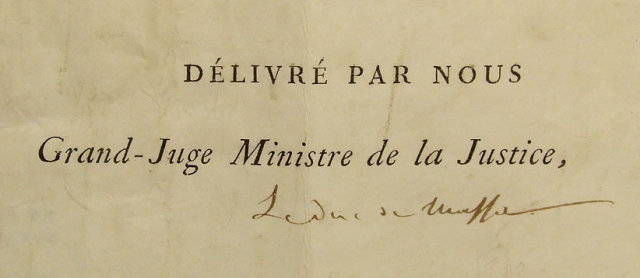 DÉLIVRÉ PAR NOUS
Grand-Juge Ministre de la Justice,
Le duc de Massa